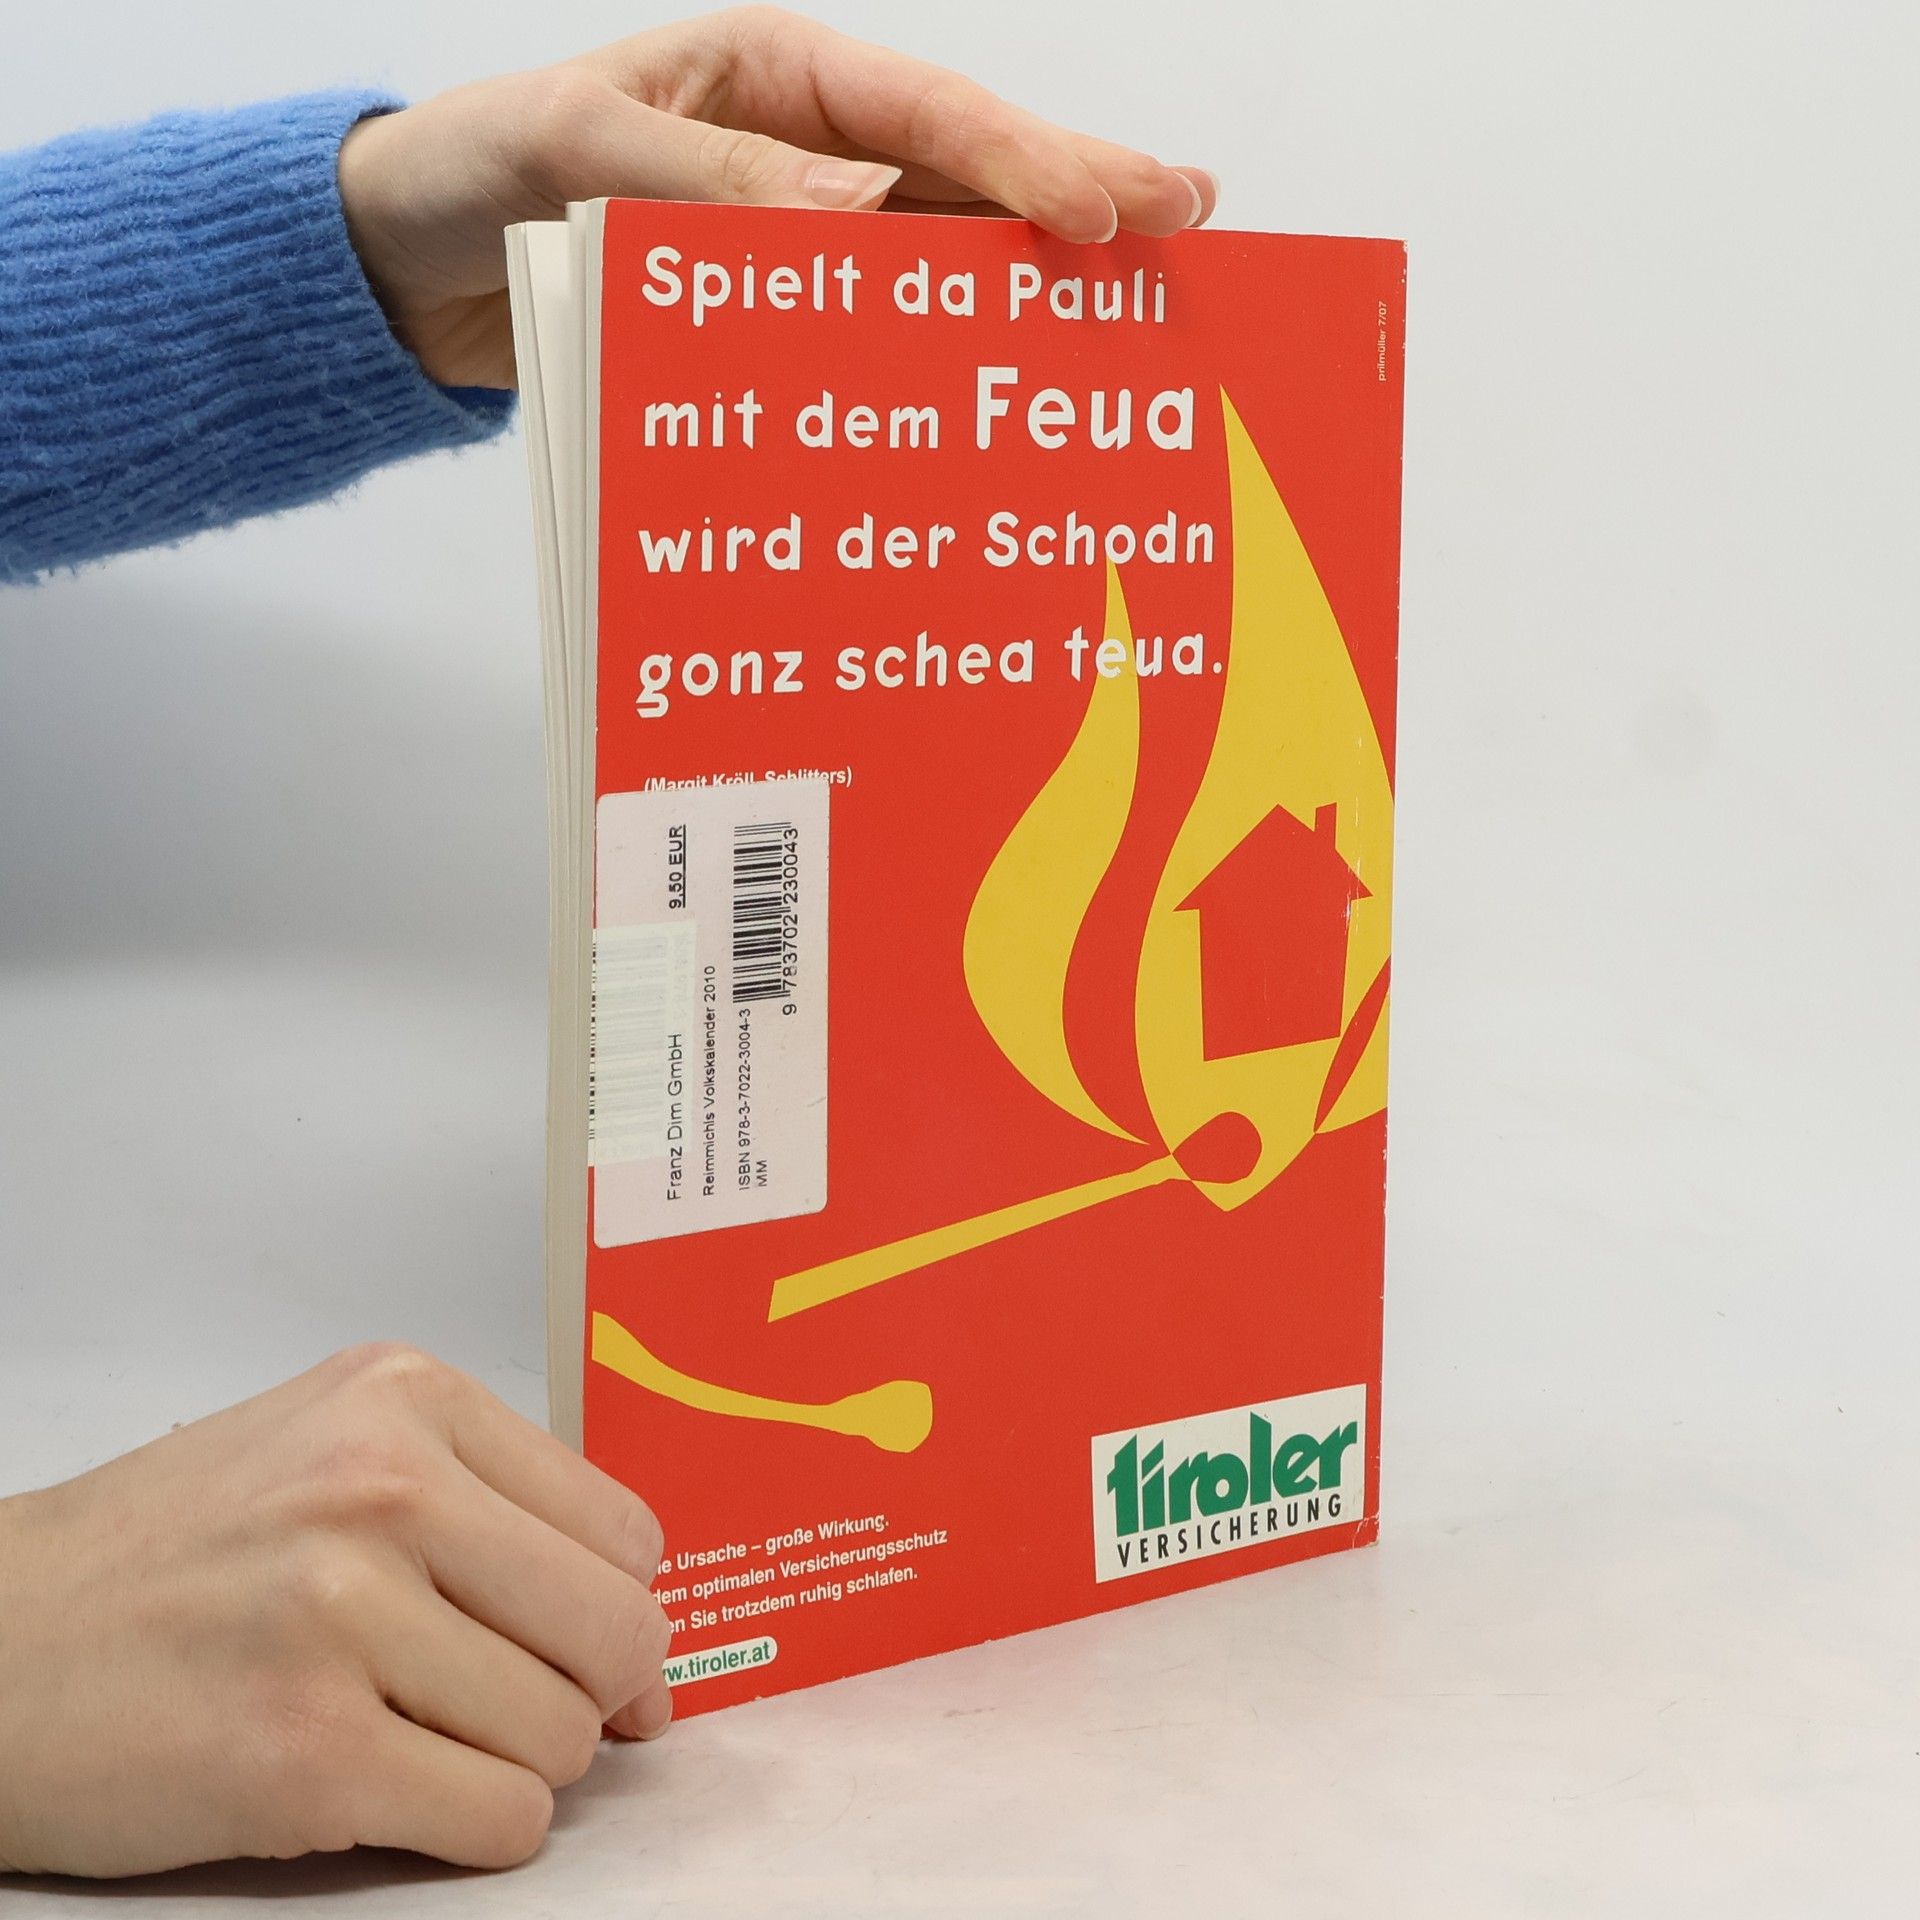 Spielt da Pauli
mit dem Feua
wird der Schodn
gonz schea teua.
(Margit Kröll, Schlitters)
prilmüller 7/07
9,50 EUR
Franz Dim GmbH
Reimmichls Volkskalender 2010
ISBN 978-3-7022-3004-3
MM
9 783702 230043
Ursache – große Wirkung.
optimalen Versicherungsschutz
Sie trotzdem ruhig schlafen.
w.tiroler.at
tiroler
VERSICHERUNG